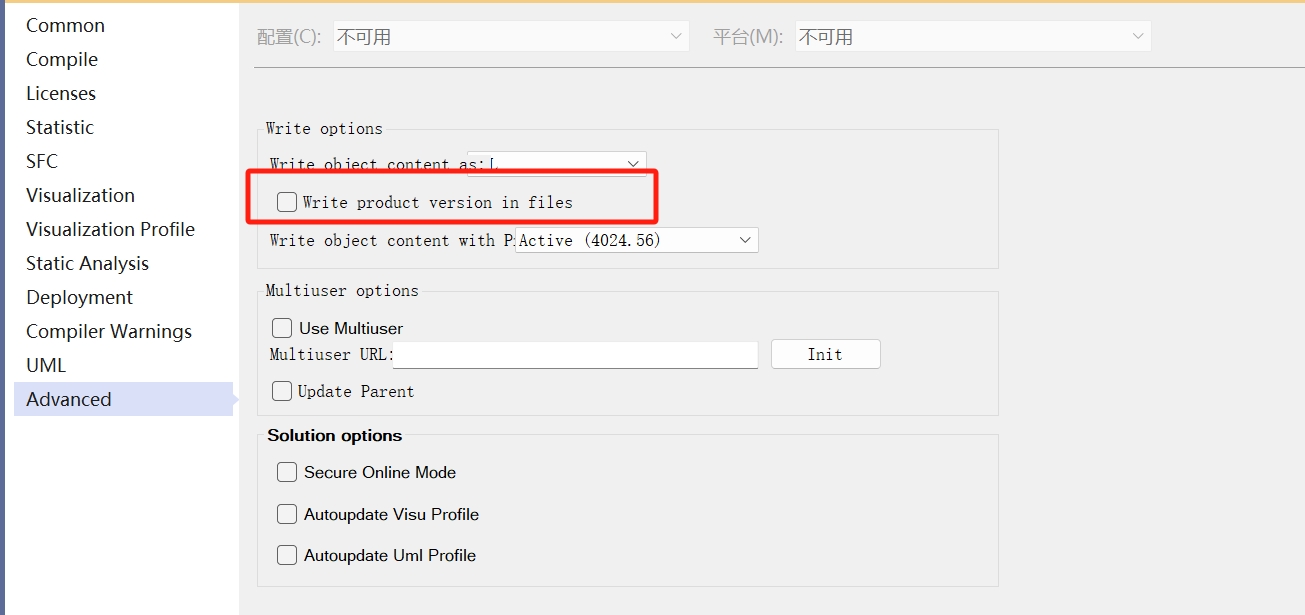 Common
Compile
Licenses
Statistic
SFC
Visualization
Visualization Profile
Static Analysis
Deployment
Compiler Warnings
UML
Advanced
配置(C): 不可用 平台(M): 不可用
Write options
Write object content as:
Write product version in files
Write object content with Active (4024.56)
Multiuser options
Use Multiuser
Multiuser URL: Init
Update Parent
Solution options
Secure Online Mode
Autoupdate Visu Profile
Autoupdate Uml Profile